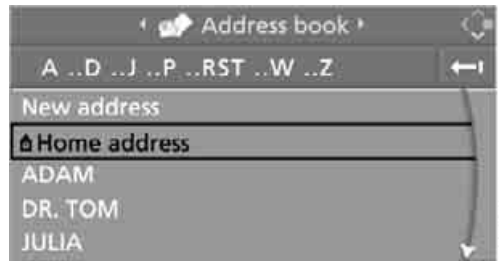 Address book
A ..D ..J ..P ..RST ..W ..Z
New address
Home address
ADAM
DR. TOM
JULIA